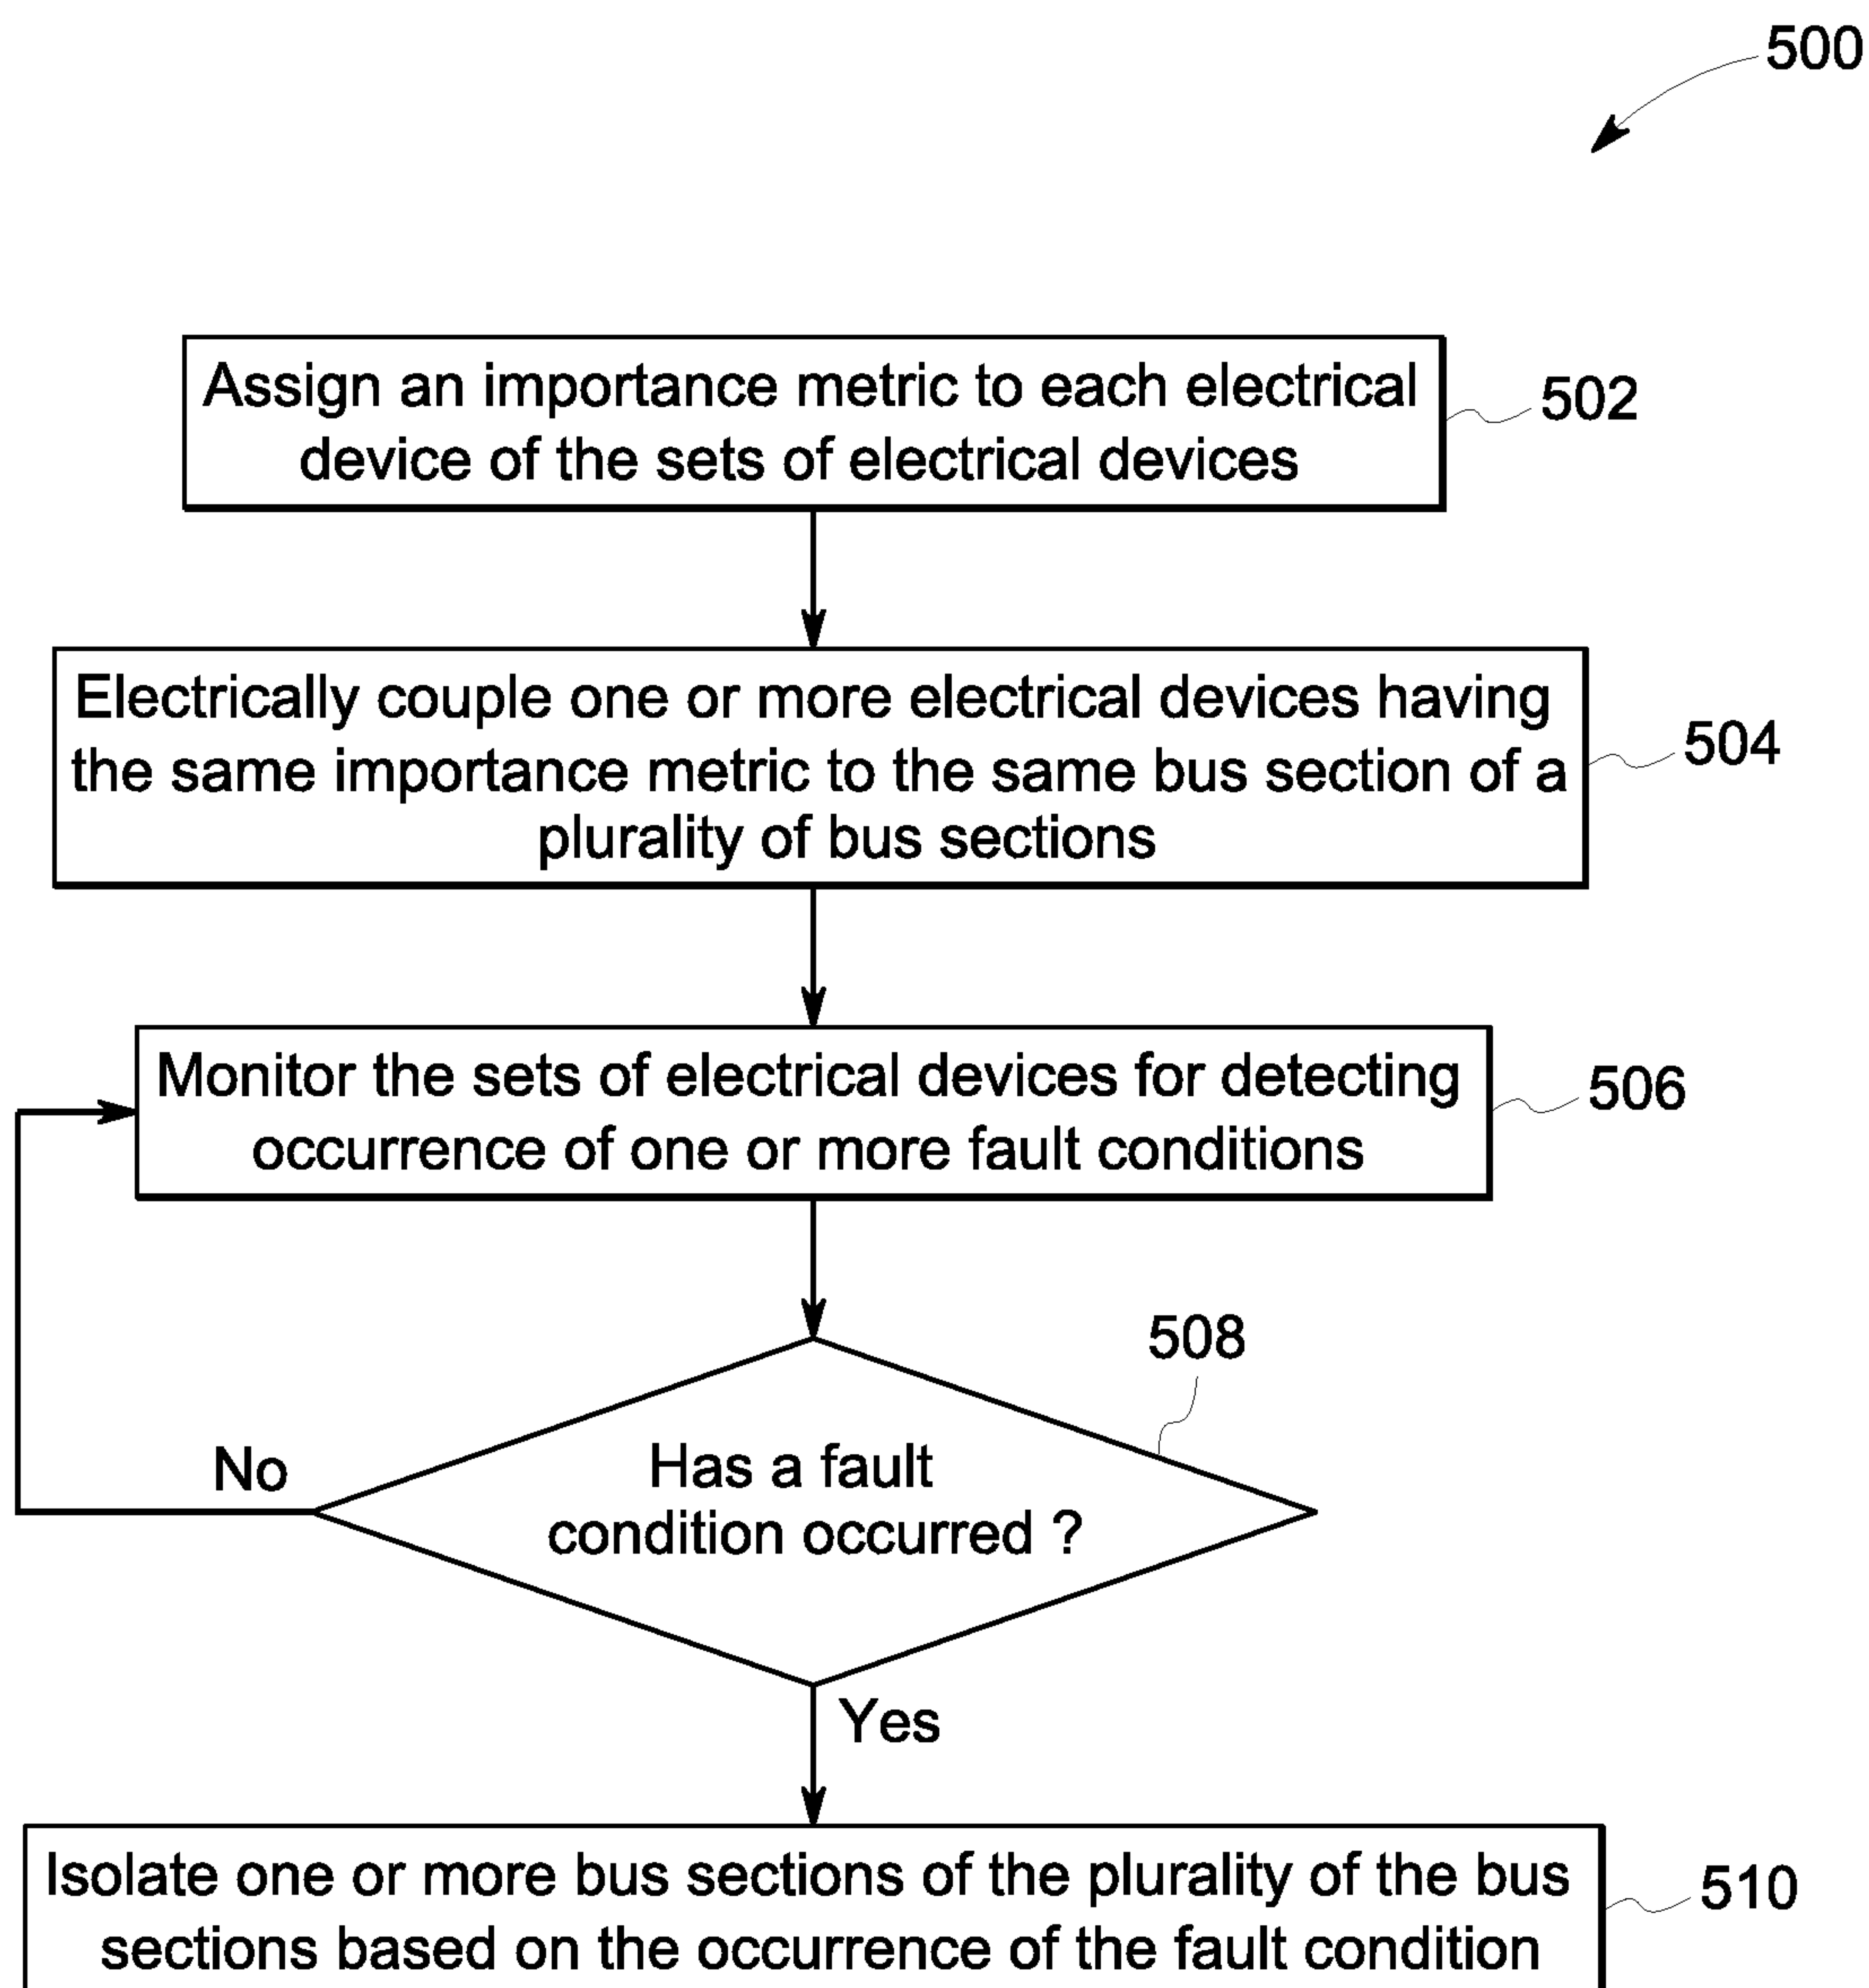 500
Assign an importance metric to each electrical
device of the sets of electrical devices
502
Electrically couple one or more electrical devices having
the same importance metric to the same bus section of a
plurality of bus sections
504
Monitor the sets of electrical devices for detecting
occurrence of one or more fault conditions
506
508
Has a fault
condition occurred ?
No
Yes
Isolate one or more bus sections of the plurality of the bus
sections based on the occurrence of the fault condition
510